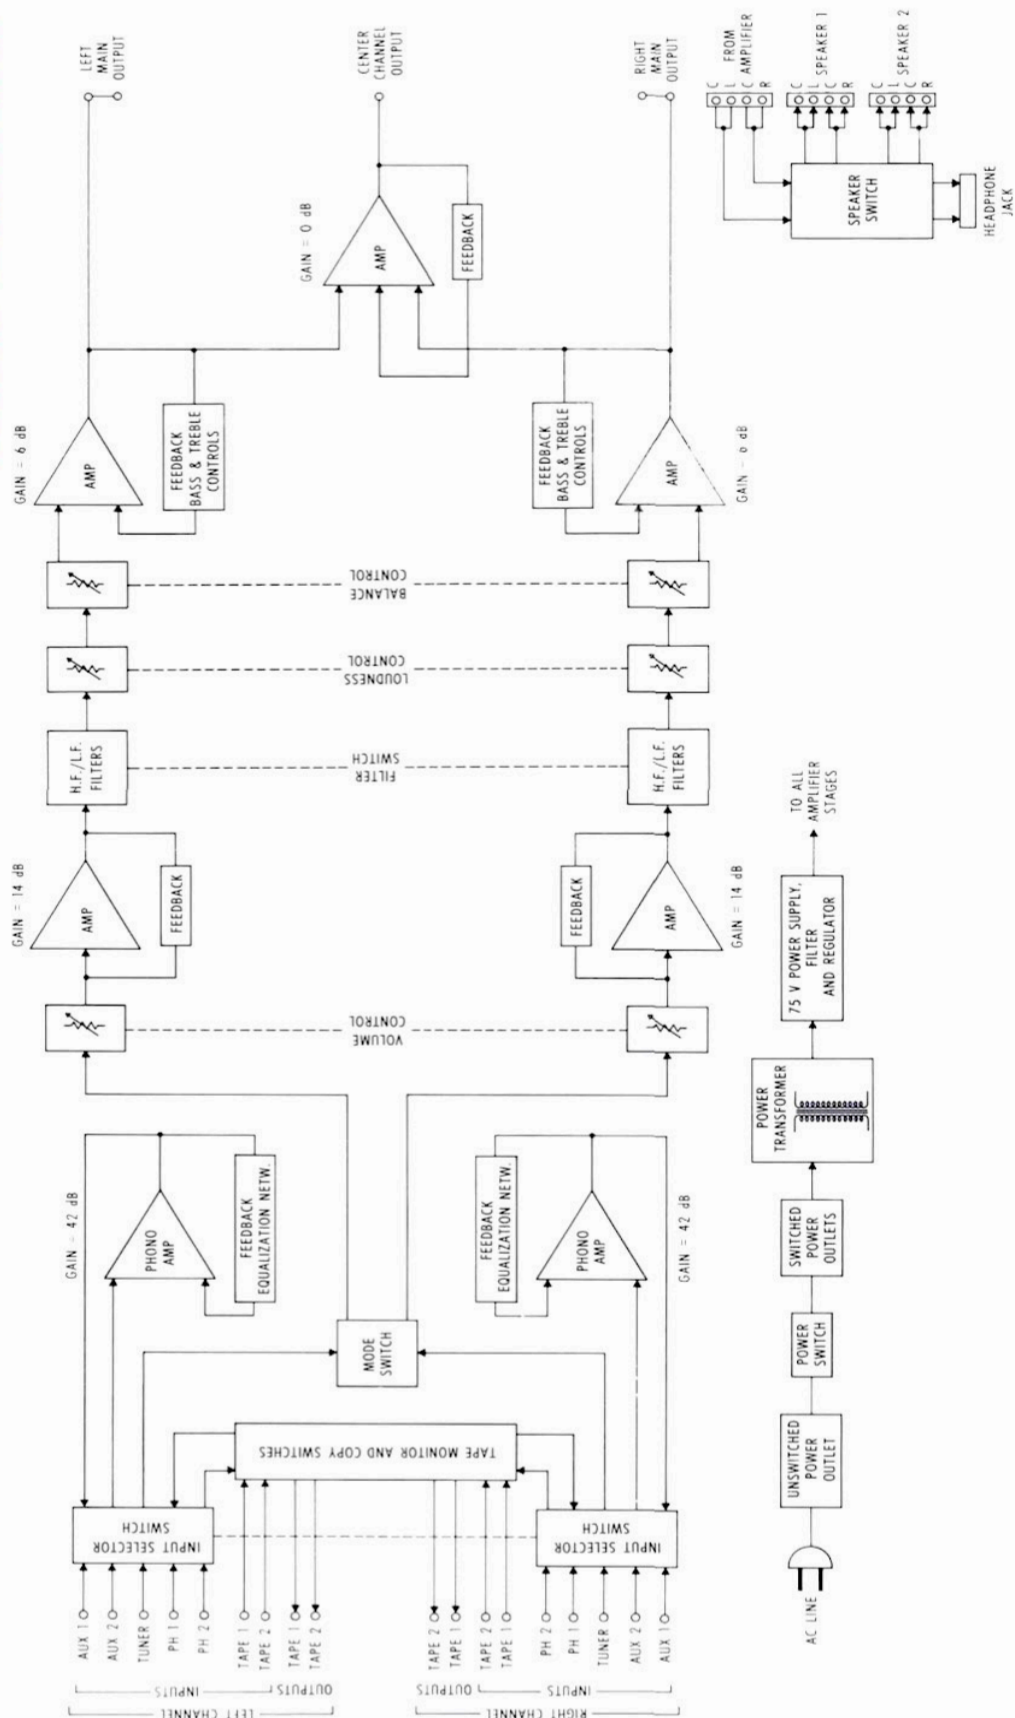 LEFT
MAIN
OUTPUT
CENTER
CHANNEL
OUTPUT
RIGHT
MAIN
OUTPUT
C
L
C
R
FROM
AMPLIFIER
C
L
C
R
SPEAKER 1
C
L
C
R
SPEAKER 2
SPEAKER
SWITCH
HEADPHONE
JACK
GAIN = 0 dB
AMP
FEEDBACK
GAIN = 6 dB
AMP
FEEDBACK
BASS & TREBLE
CONTROLS
FEEDBACK
BASS & TREBLE
CONTROLS
AMP
GAIN - 0 dB
BALANCE
CONTROL
LOUDNESS
CONTROL
H.F./L.F.
FILTERS
FILTER
SWITCH
H.F./L.F.
FILTERS
GAIN = 14 dB
AMP
FEEDBACK
FEEDBACK
AMP
GAIN = 14 dB
VOLUME
CONTROL
GAIN = 42 dB
PHONO
AMP
FEEDBACK
EQUALIZATION NETW.
FEEDBACK
EQUALIZATION NETW.
PHONO
AMP
GAIN = 42 dB
MODE
SWITCH
TAPE MONITOR AND COPY SWITCHES
INPUT SELECTOR
SWITCH
INPUT SELECTOR
SWITCH
AUX 1
AUX 2
TUNER
PH 1
PH 2
TAPE 1
TAPE 2
TAPE 1
TAPE 2
INPUTS
OUTPUTS
LEFT CHANNEL
TAPE 2
TAPE 1
TAPE 2
TAPE 1
PH 2
PH 1
TUNER
AUX 2
AUX 1
OUTPUTS
INPUTS
RIGHT CHANNEL
AC LINE
UNSWITCHED
POWER
OUTLET
POWER
SWITCH
SWITCHED
POWER
OUTLETS
POWER
TRANSFORMER
75 V POWER SUPPLY,
FILTER
AND REGULATOR
TO ALL
AMPLIFIER
STAGES